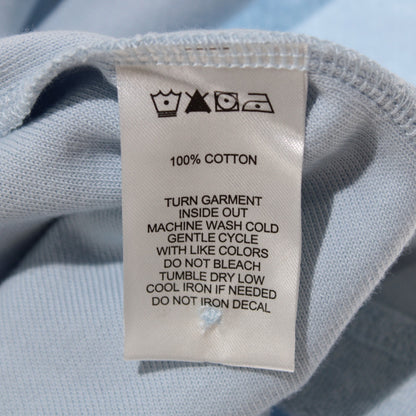 100% COTTON
TURN GARMENT
INSIDE OUT
MACHINE WASH COLD
GENTLE CYCLE
WITH LIKE COLORS
DO NOT BLEACH
TUMBLE DRY LOW
COOL IRON IF NEEDED
DO NOT IRON DECAL